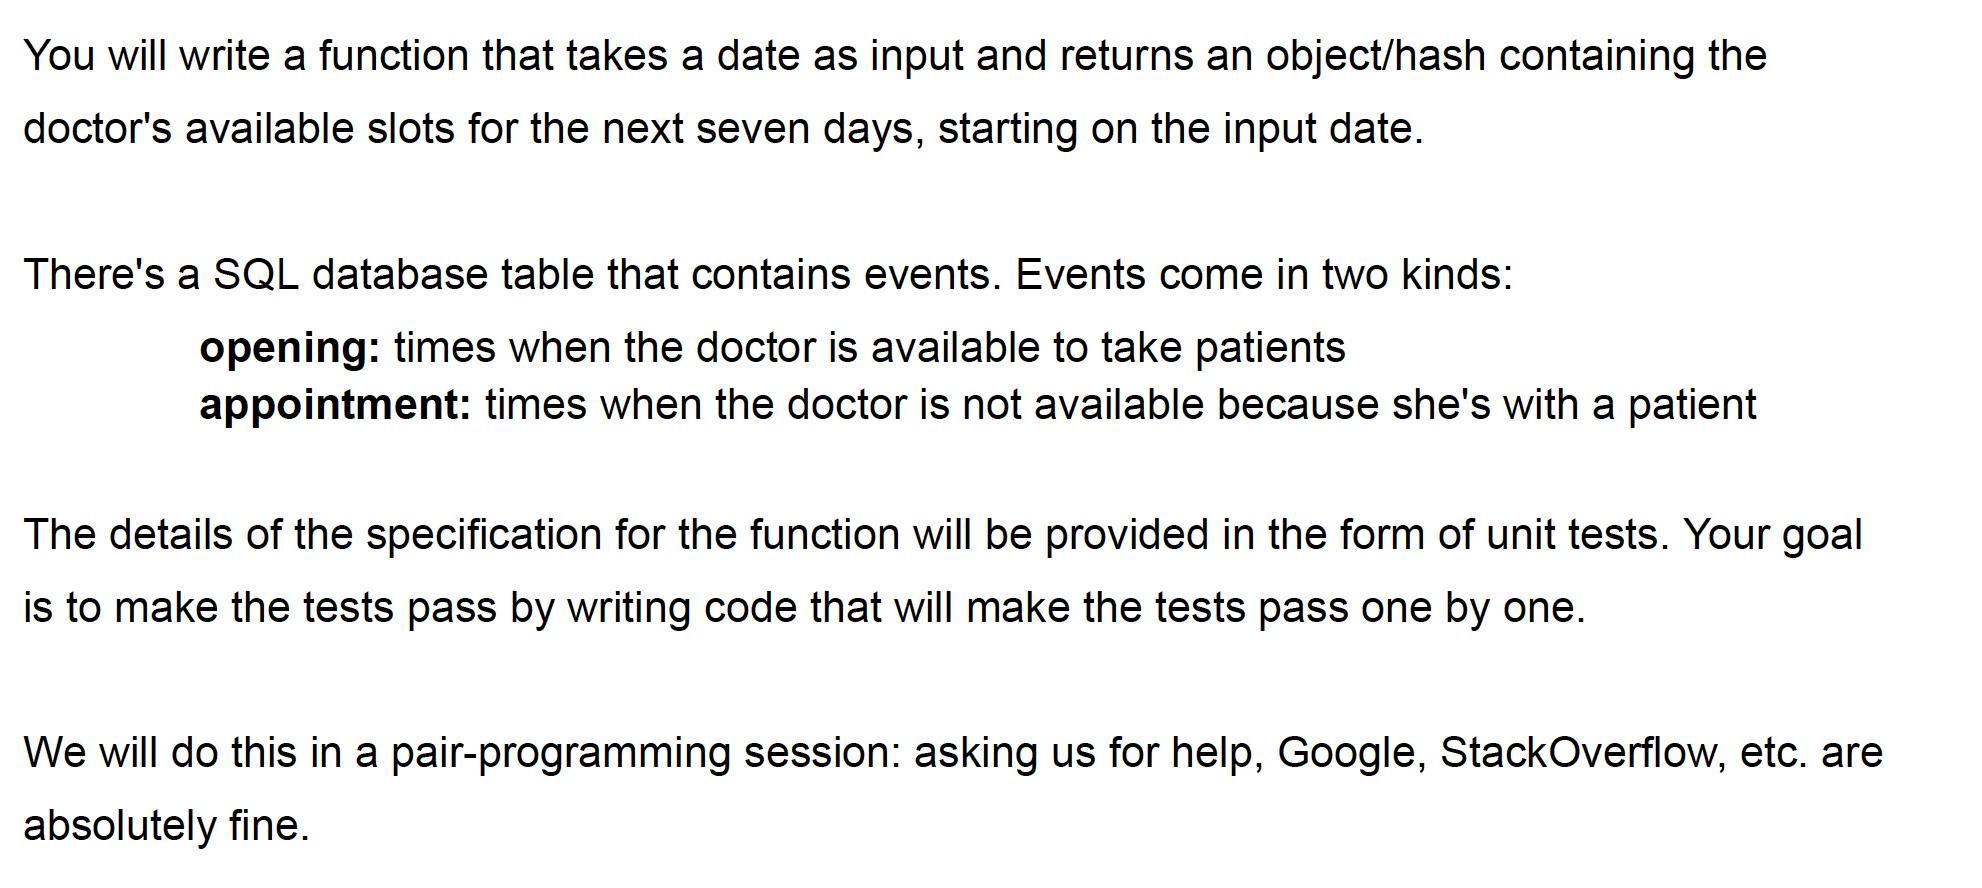 You will write a function that takes a date as input and returns an object/hash containing the
doctor's available slots for the next seven days, starting on the input date.
There's a SQL database table that contains events. Events come in two kinds:
opening: times when the doctor is available to take patients
appointment: times when the doctor is not available because she's with a patient
The details of the specification for the function will be provided in the form of unit tests. Your goal
is to make the tests pass by writing code that will make the tests pass one by one.
We will do this in a pair-programming session: asking us for help, Google, StackOverflow, etc. are
absolutely fine.